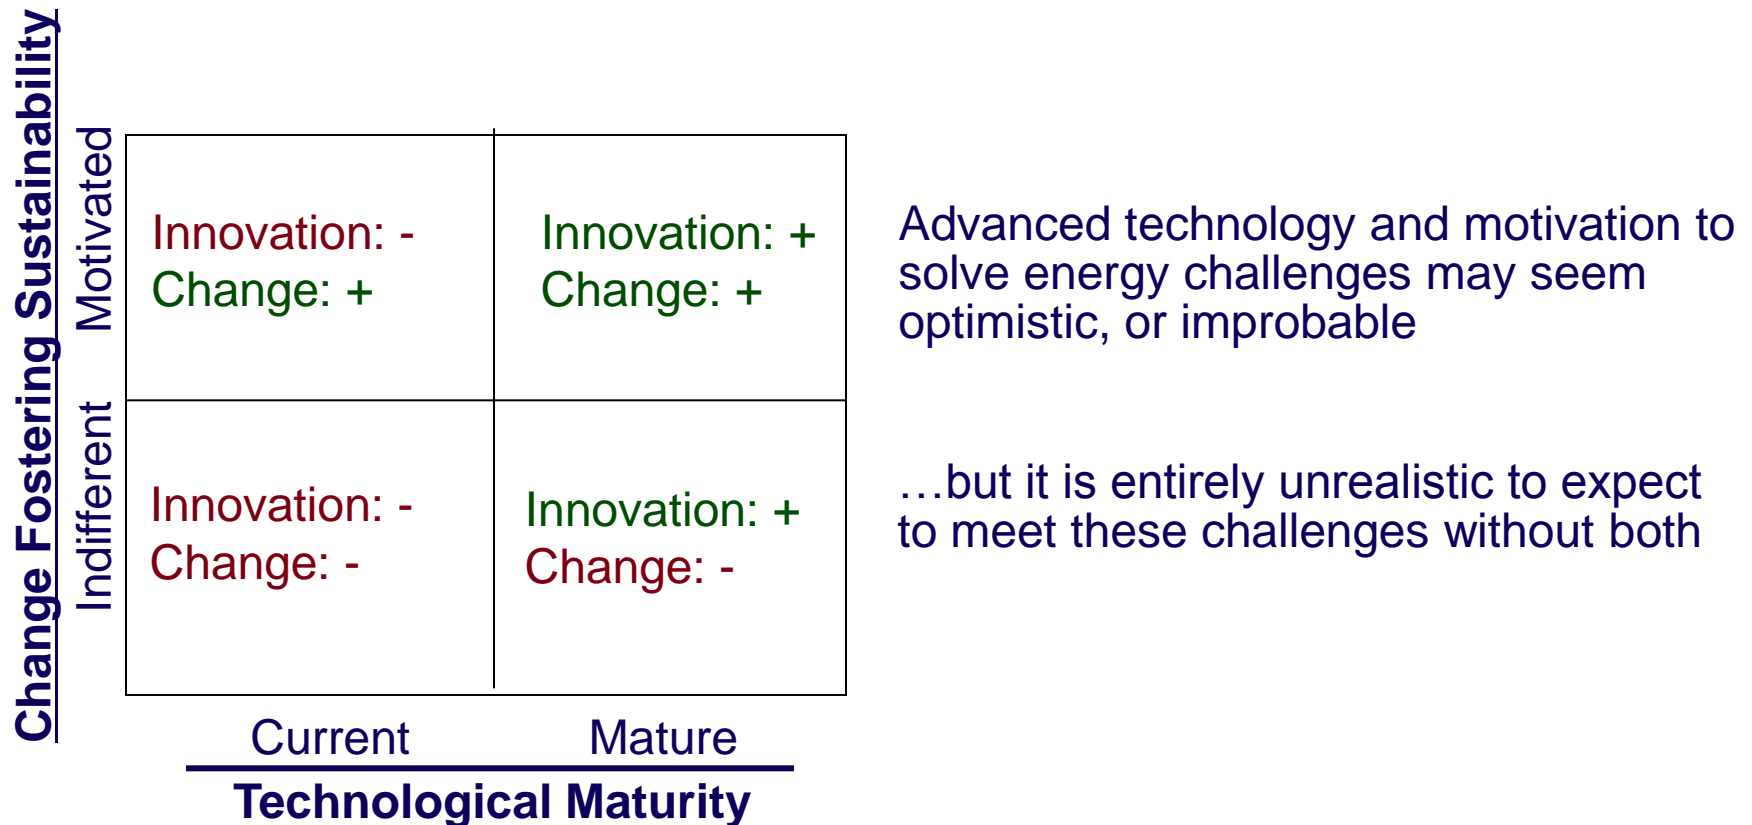 Change Fostering Sustainability
Motivated
Indifferent
Innovation: -
Change: +
Innovation: +
Change: +
Innovation: -
Change: -
Innovation: +
Change: -
Current
Mature
Technological Maturity
Advanced technology and motivation to
solve energy challenges may seem
optimistic, or improbable
…but it is entirely unrealistic to expect
to meet these challenges without both